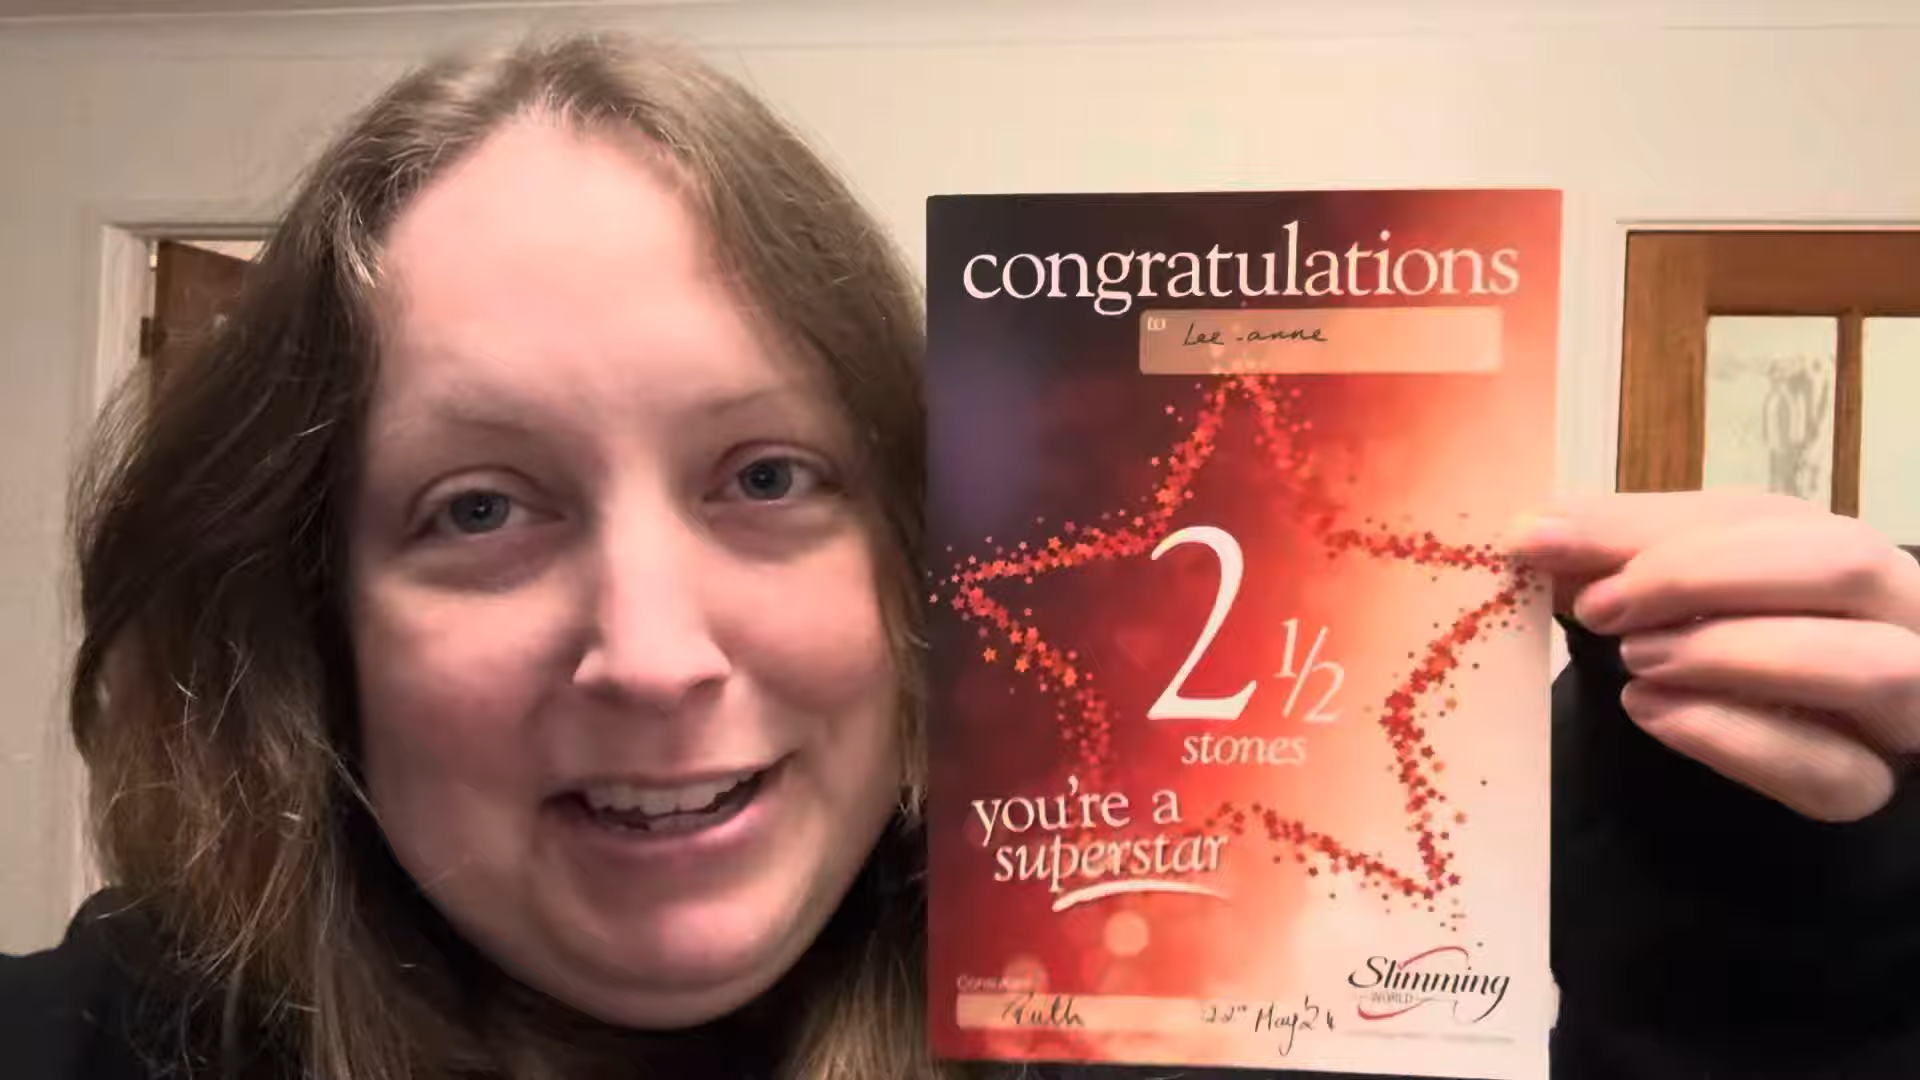 congratulations
to Lee-anne
2 1/2
stones
you're a
superstar
Consultant
Ruth
22nd May 24
Slimming
WORLD